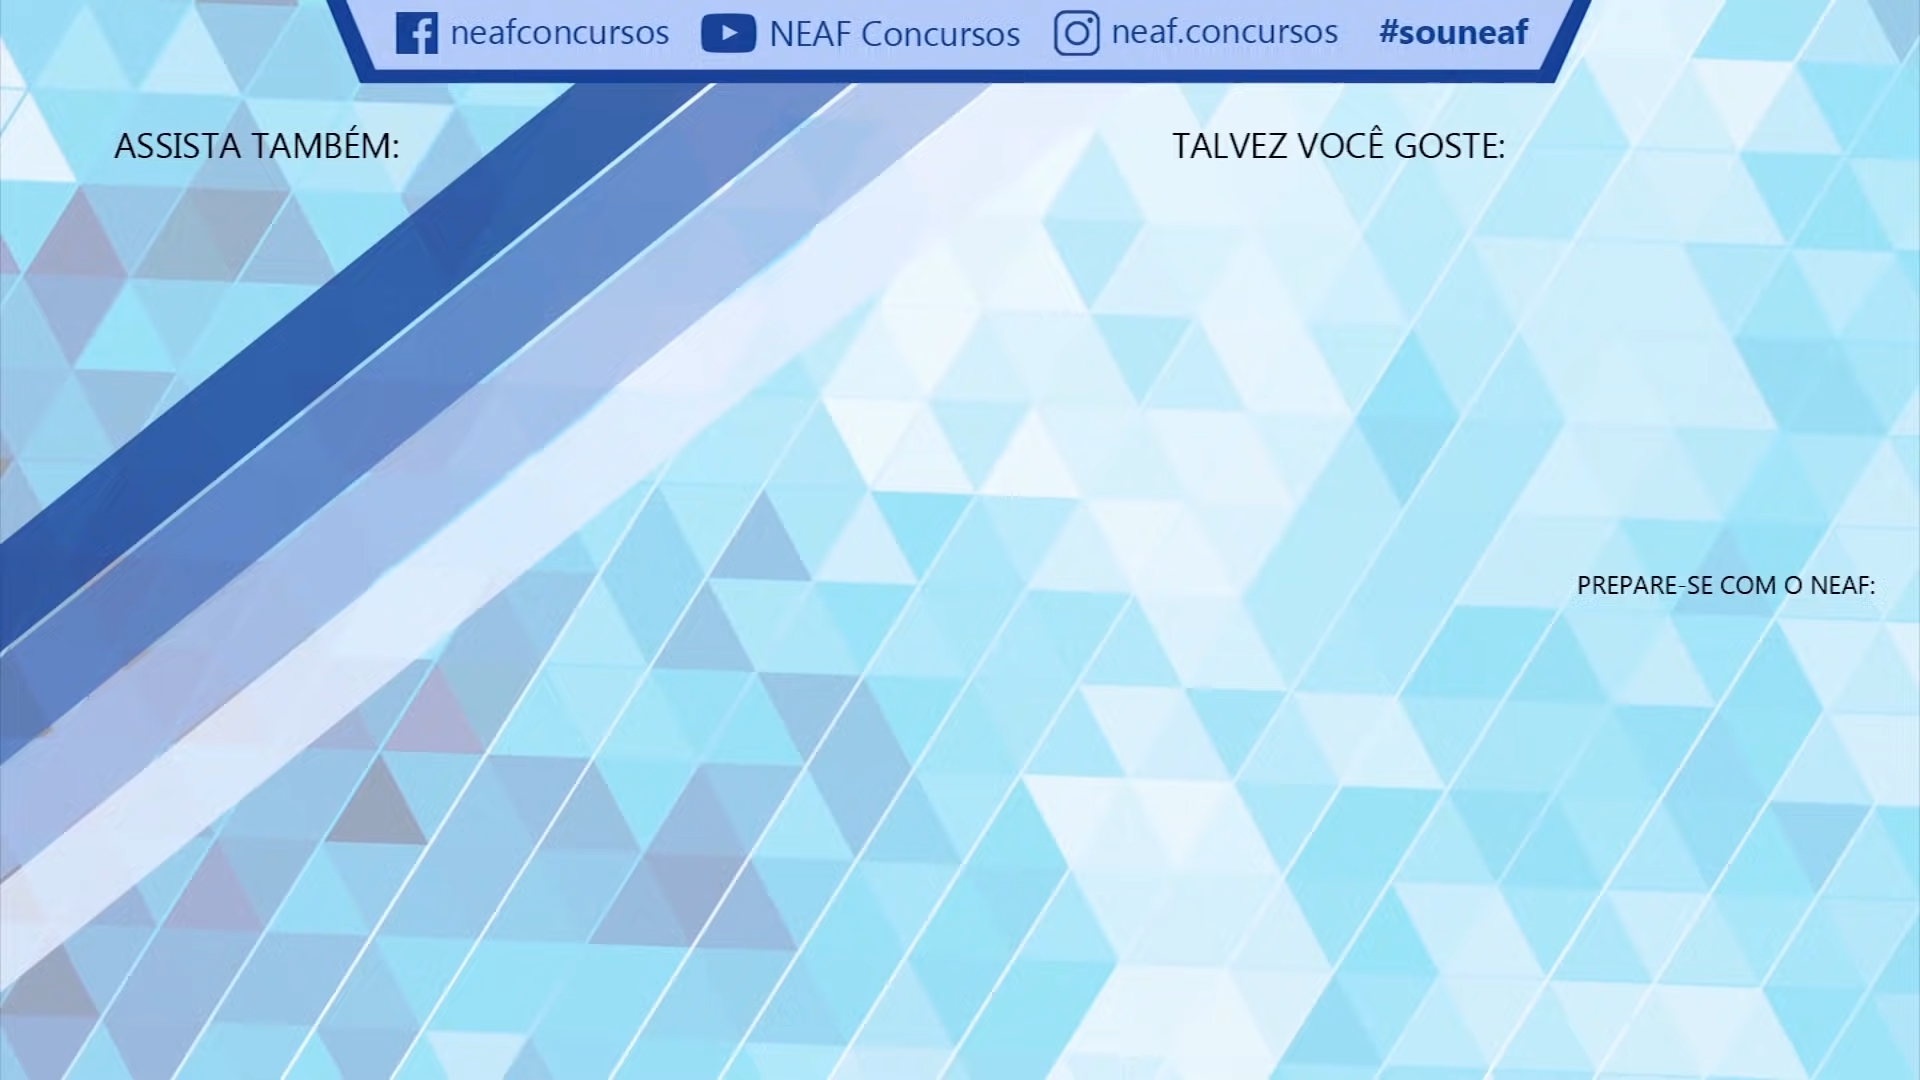 neafconcursos NEAF Concursos neaf.concursos #souneaf
ASSISTA TAMBÉM:
TALVEZ VOCÊ GOSTE:
PREPARE-SE COM O NEAF: